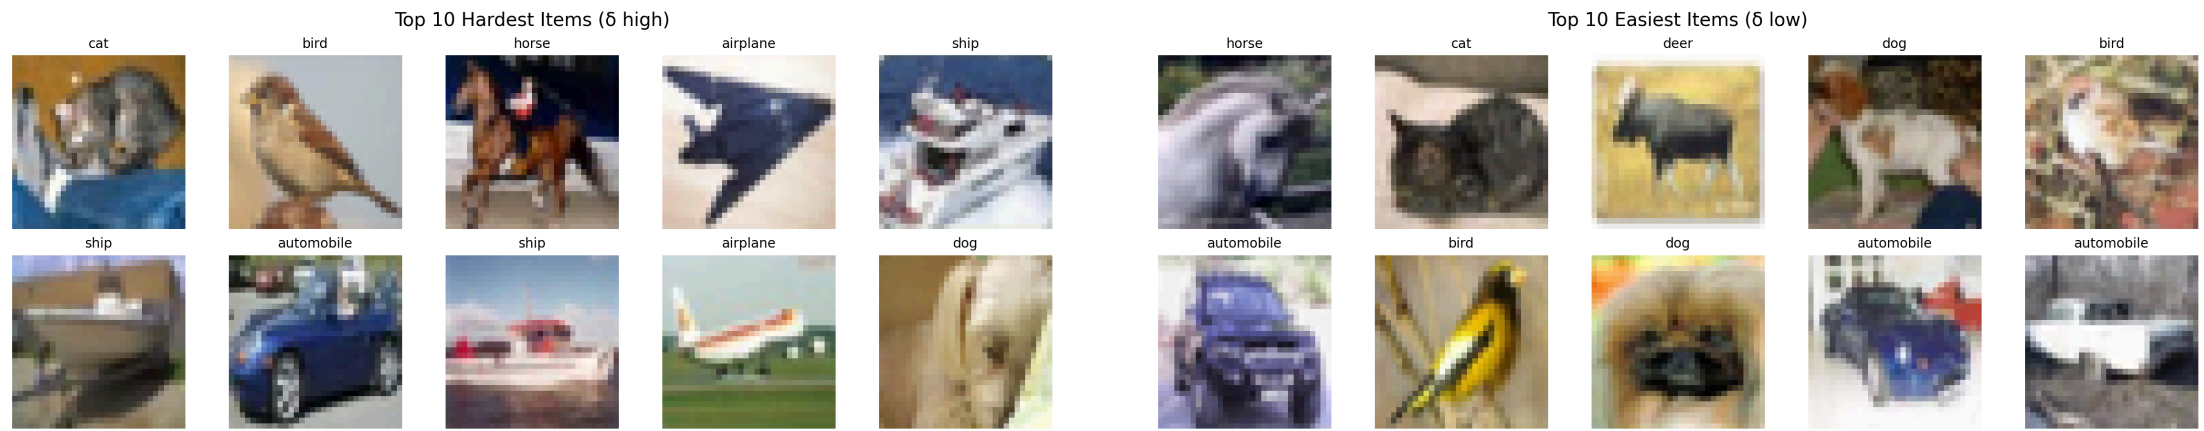 Top 10 Hardest Items (δ high)
cat
bird
horse
airplane
ship
ship
automobile
ship
airplane
dog
Top 10 Easiest Items (δ low)
horse
cat
deer
dog
bird
automobile
bird
dog
automobile
automobile